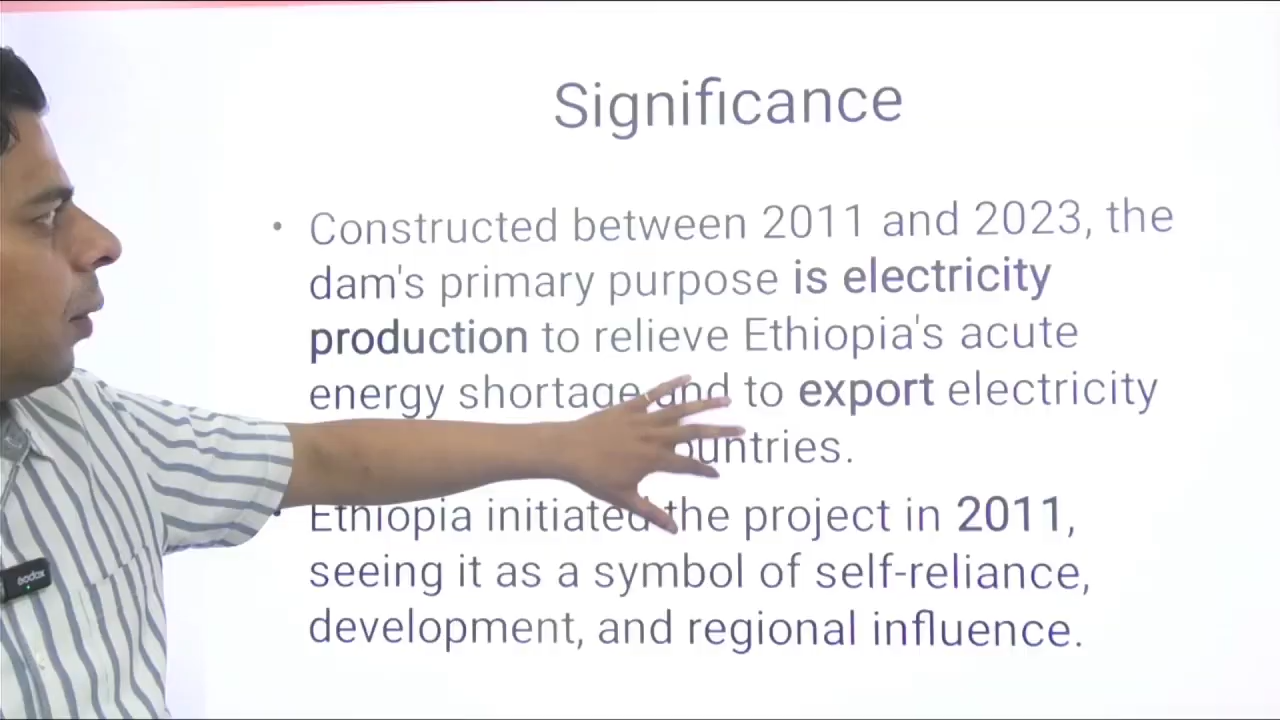 Significance
• Constructed between 2011 and 2023, the
dam's primary purpose is electricity
production to relieve Ethiopia's acute
energy shortage and to export electricity
countries.
• Ethiopia initiated the project in 2011,
seeing it as a symbol of self-reliance,
development, and regional influence.
Godox